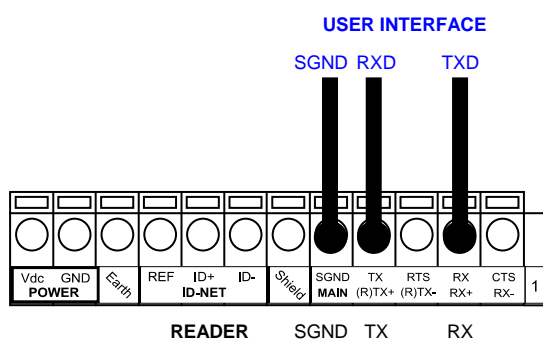 USER INTERFACE
SGND RXD TXD
Vdc GND Earth REF ID+ ID- Shield SGND TX RTS RX CTS 1
POWER ID-NET MAIN (R)TX+ (R)TX- RX+ RX-
READER SGND TX RX